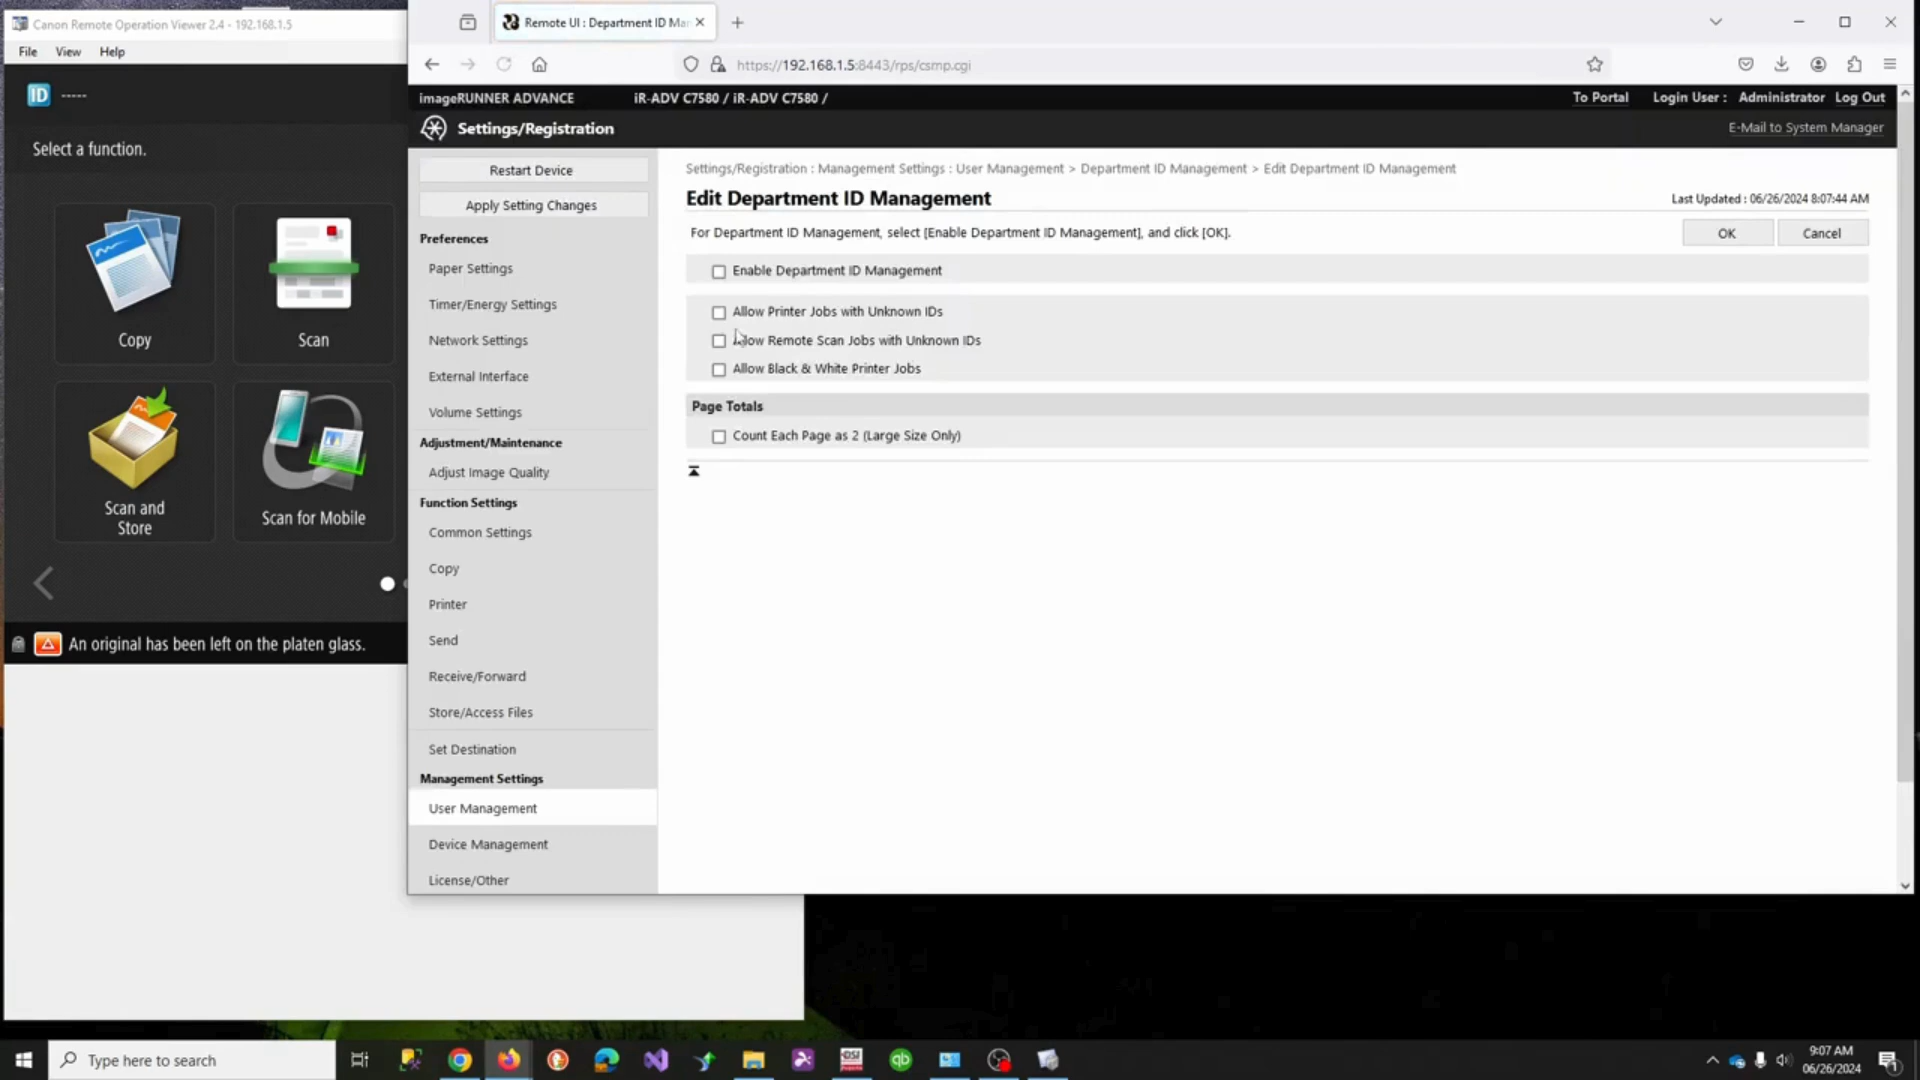 Canon Remote Operation Viewer 2.4 - 192.168.1.5
File View Help
ID -----
Select a function.
Copy
Scan
Scan and
Store
Scan for Mobile
An original has been left on the platen glass.
Remote UI : Department ID Ma
https://192.168.1.5:8443/rps/csmp.cgi
imageRUNNER ADVANCE iR-ADV C7580 / iR-ADV C7580 / To Portal Login User : Administrator Log Out
Settings/Registration
E-Mail to System Manager
Restart Device
Apply Setting Changes
Preferences
Paper Settings
Timer/Energy Settings
Network Settings
External Interface
Volume Settings
Adjustment/Maintenance
Adjust Image Quality
Function Settings
Common Settings
Copy
Printer
Send
Receive/Forward
Store/Access Files
Set Destination
Management Settings
User Management
Device Management
License/Other
Settings/Registration : Management Settings : User Management > Department ID Management > Edit Department ID Management
Edit Department ID Management
Last Updated : 06/26/2024 8:07:44 AM
For Department ID Management, select [Enable Department ID Management], and click [OK].
OK Cancel
Enable Department ID Management
Allow Printer Jobs with Unknown IDs
Allow Remote Scan Jobs with Unknown IDs
Allow Black & White Printer Jobs
Page Totals
Count Each Page as 2 (Large Size Only)
Type here to search
DSI
qb
9:07 AM
06/26/2024
1